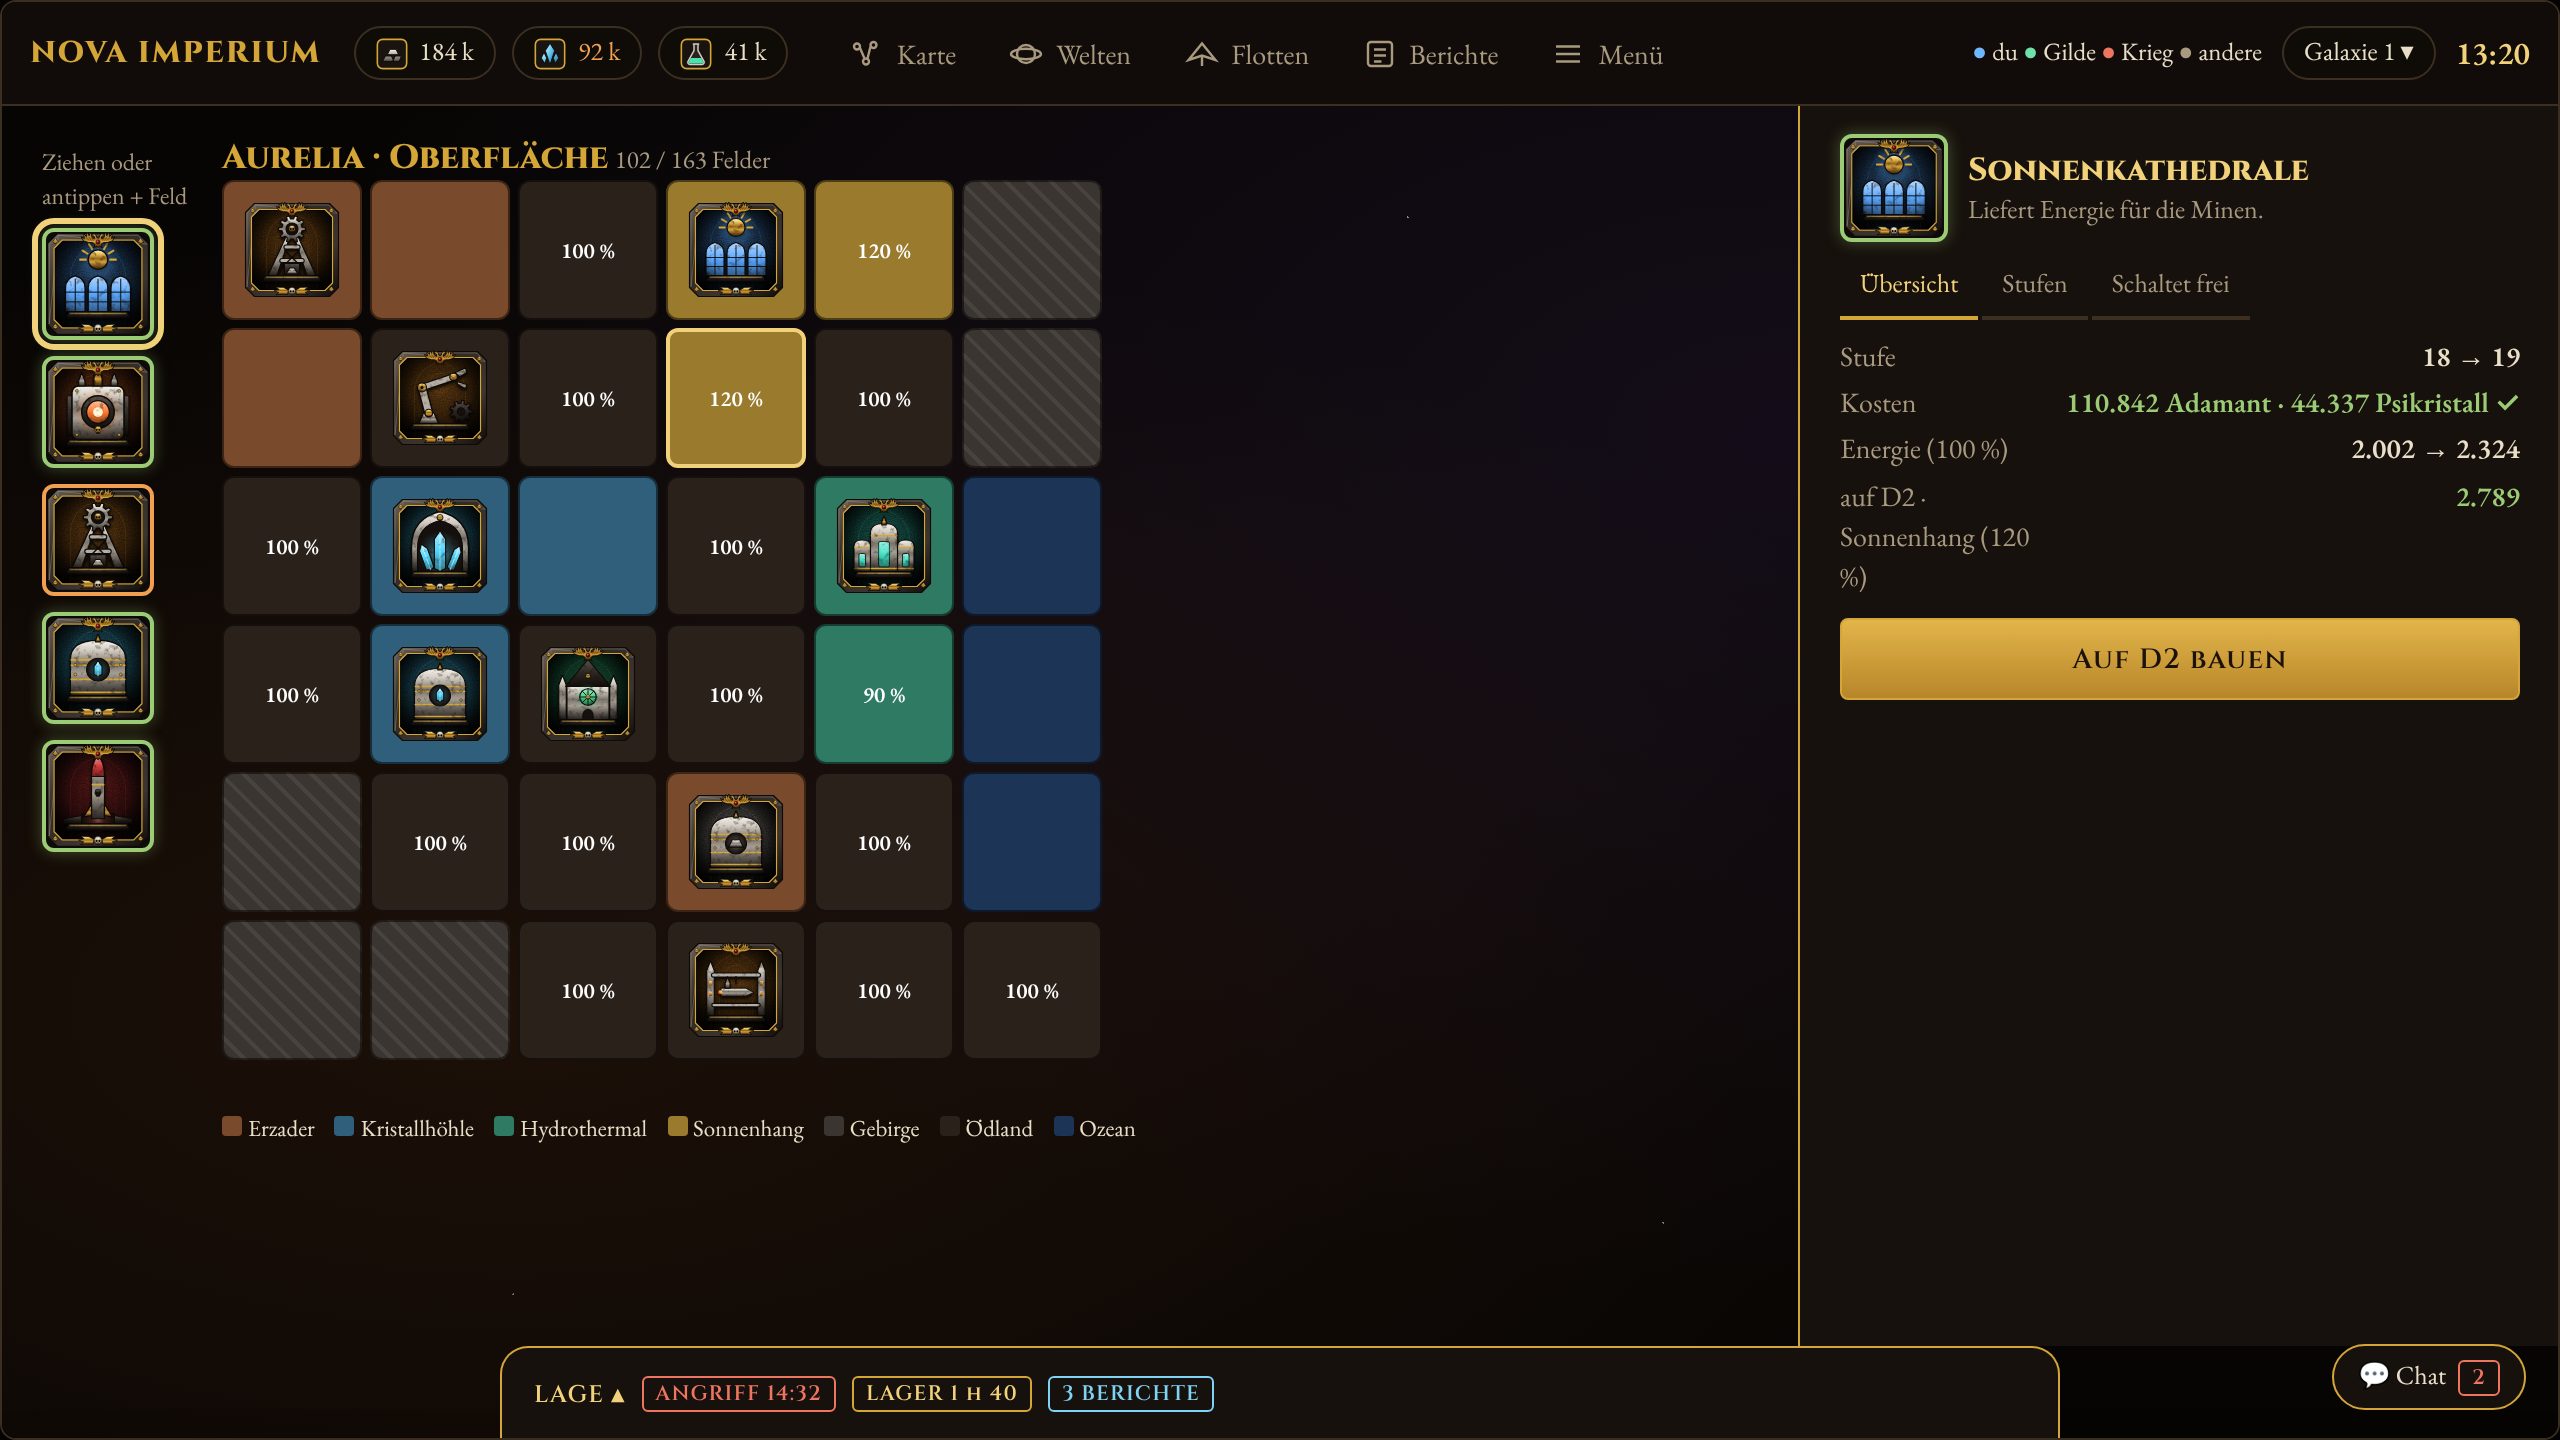 NOVA IMPERIUM
184 k
92 k
41 k
Karte
Welten
Flotten
Berichte
Menü
du
Gilde
Krieg
andere
Galaxie 1 ▾
13:20
Ziehen oder
antippen + Feld
AURELIA · OBERFLÄCHE 102 / 163 Felder
100 %
120 %
100 %
120 %
100 %
100 %
100 %
100 %
100 %
90 %
100 %
100 %
100 %
100 %
100 %
100 %
Erzader
Kristallhöhle
Hydrothermal
Sonnenhang
Gebirge
Ödland
Ozean
SONNENKATHEDRALE
Liefert Energie für die Minen.
Übersicht
Stufen
Schaltet frei
Stufe 18 → 19
Kosten 110.842 Adamant · 44.337 Psikristall ✓
Energie (100 %) 2.002 → 2.324
auf D2 · 2.789
Sonnenhang (120
%)
AUF D2 BAUEN
LAGE ▴
ANGRIFF 14:32
LAGER 1 H 40
3 BERICHTE
💬 Chat 2